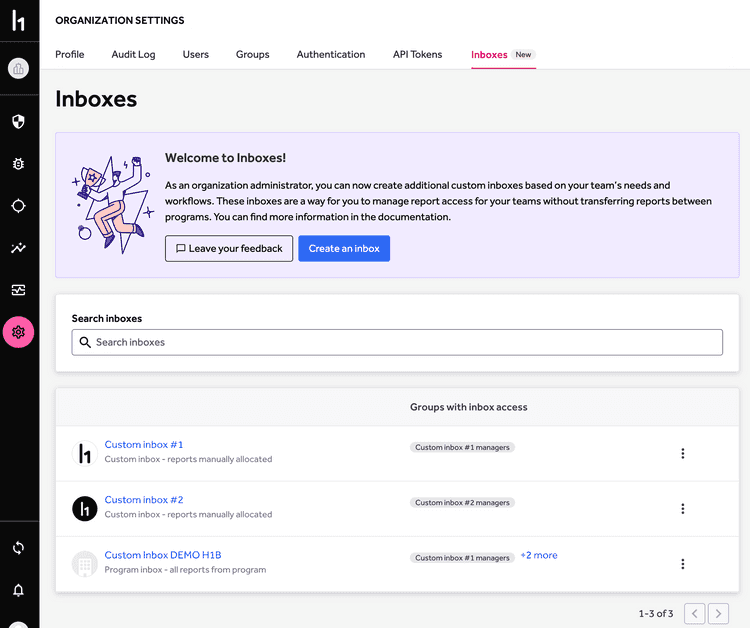 ORGANIZATION SETTINGS
Profile Audit Log Users Groups Authentication API Tokens Inboxes New
Inboxes
Welcome to Inboxes!
As an organization administrator, you can now create additional custom inboxes based on your team's needs and
workflows. These inboxes are a way for you to manage report access for your teams without transferring reports between
programs. You can find more information in the documentation.
Leave your feedback Create an inbox
Search inboxes
Search inboxes
Groups with inbox access
Custom inbox #1 Custom inbox #1 managers
Custom inbox - reports manually allocated
Custom inbox #2 Custom inbox #2 managers
Custom inbox - reports manually allocated
Custom Inbox DEMO H1B Custom inbox #1 managers +2 more
Program inbox - all reports from program
1-3 of 3